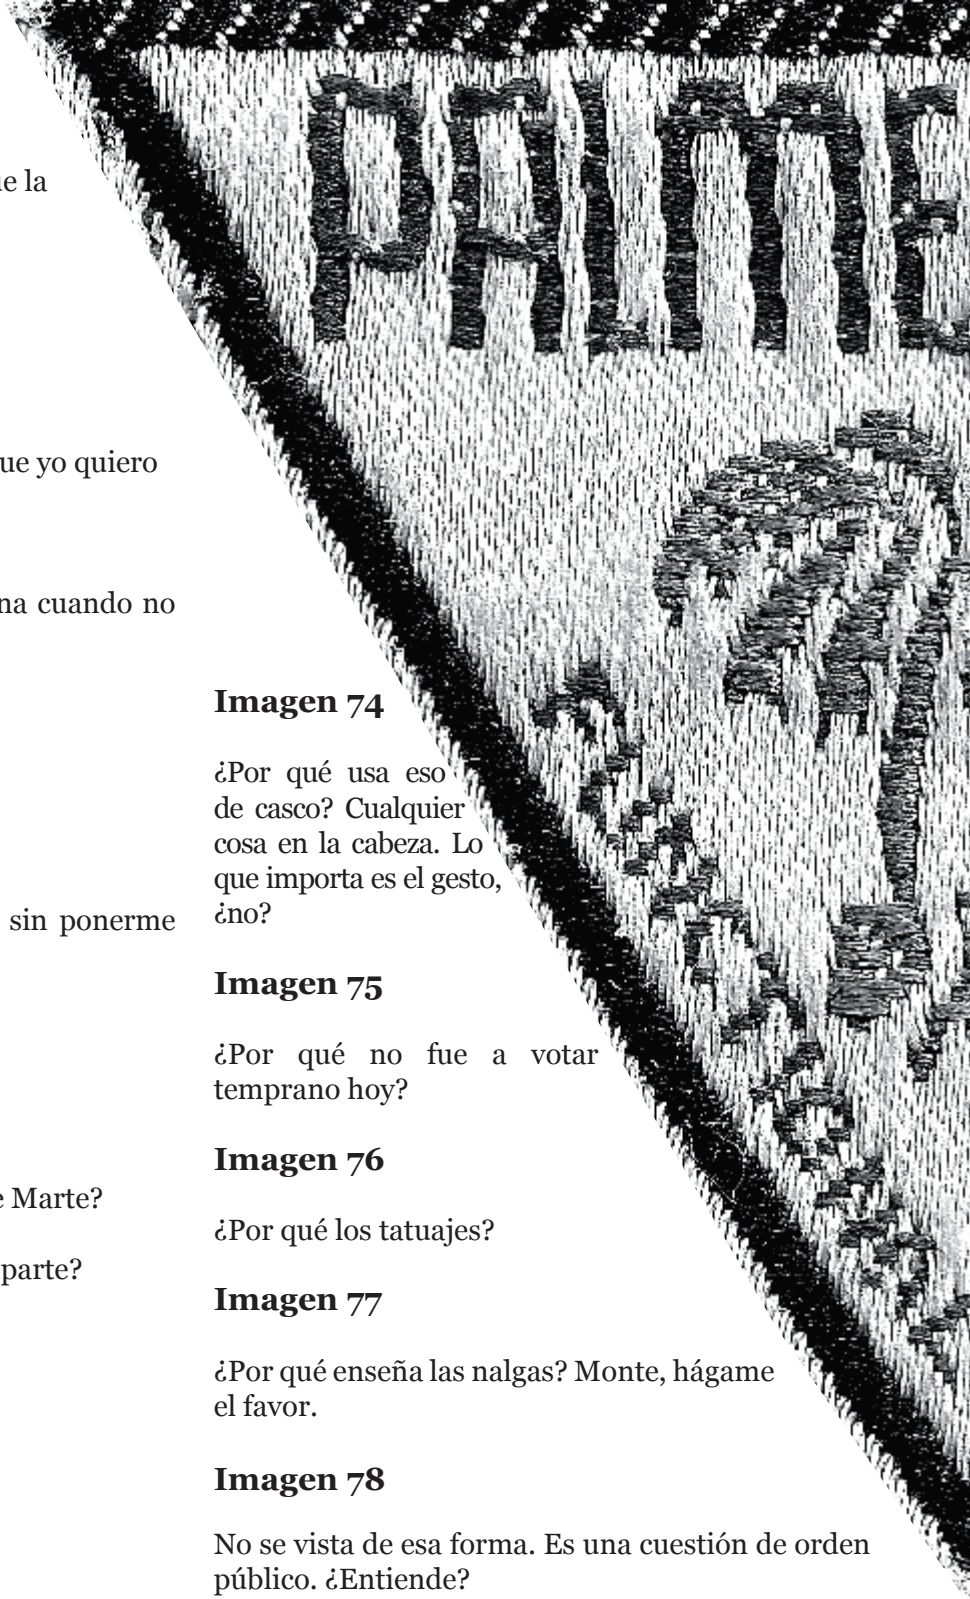 ue la
ue yo quiero
na cuando no
sin ponerme
e Marte?
parte?
Imagen 74
¿Por qué usa eso
de casco? Cualquier
cosa en la cabeza. Lo
que importa es el gesto,
¿no?
Imagen 75
¿Por qué no fue a votar
temprano hoy?
Imagen 76
¿Por qué los tatuajes?
Imagen 77
¿Por qué enseña las nalgas? Monte, hágame
el favor.
Imagen 78
No se vista de esa forma. Es una cuestión de orden
público. ¿Entiende?